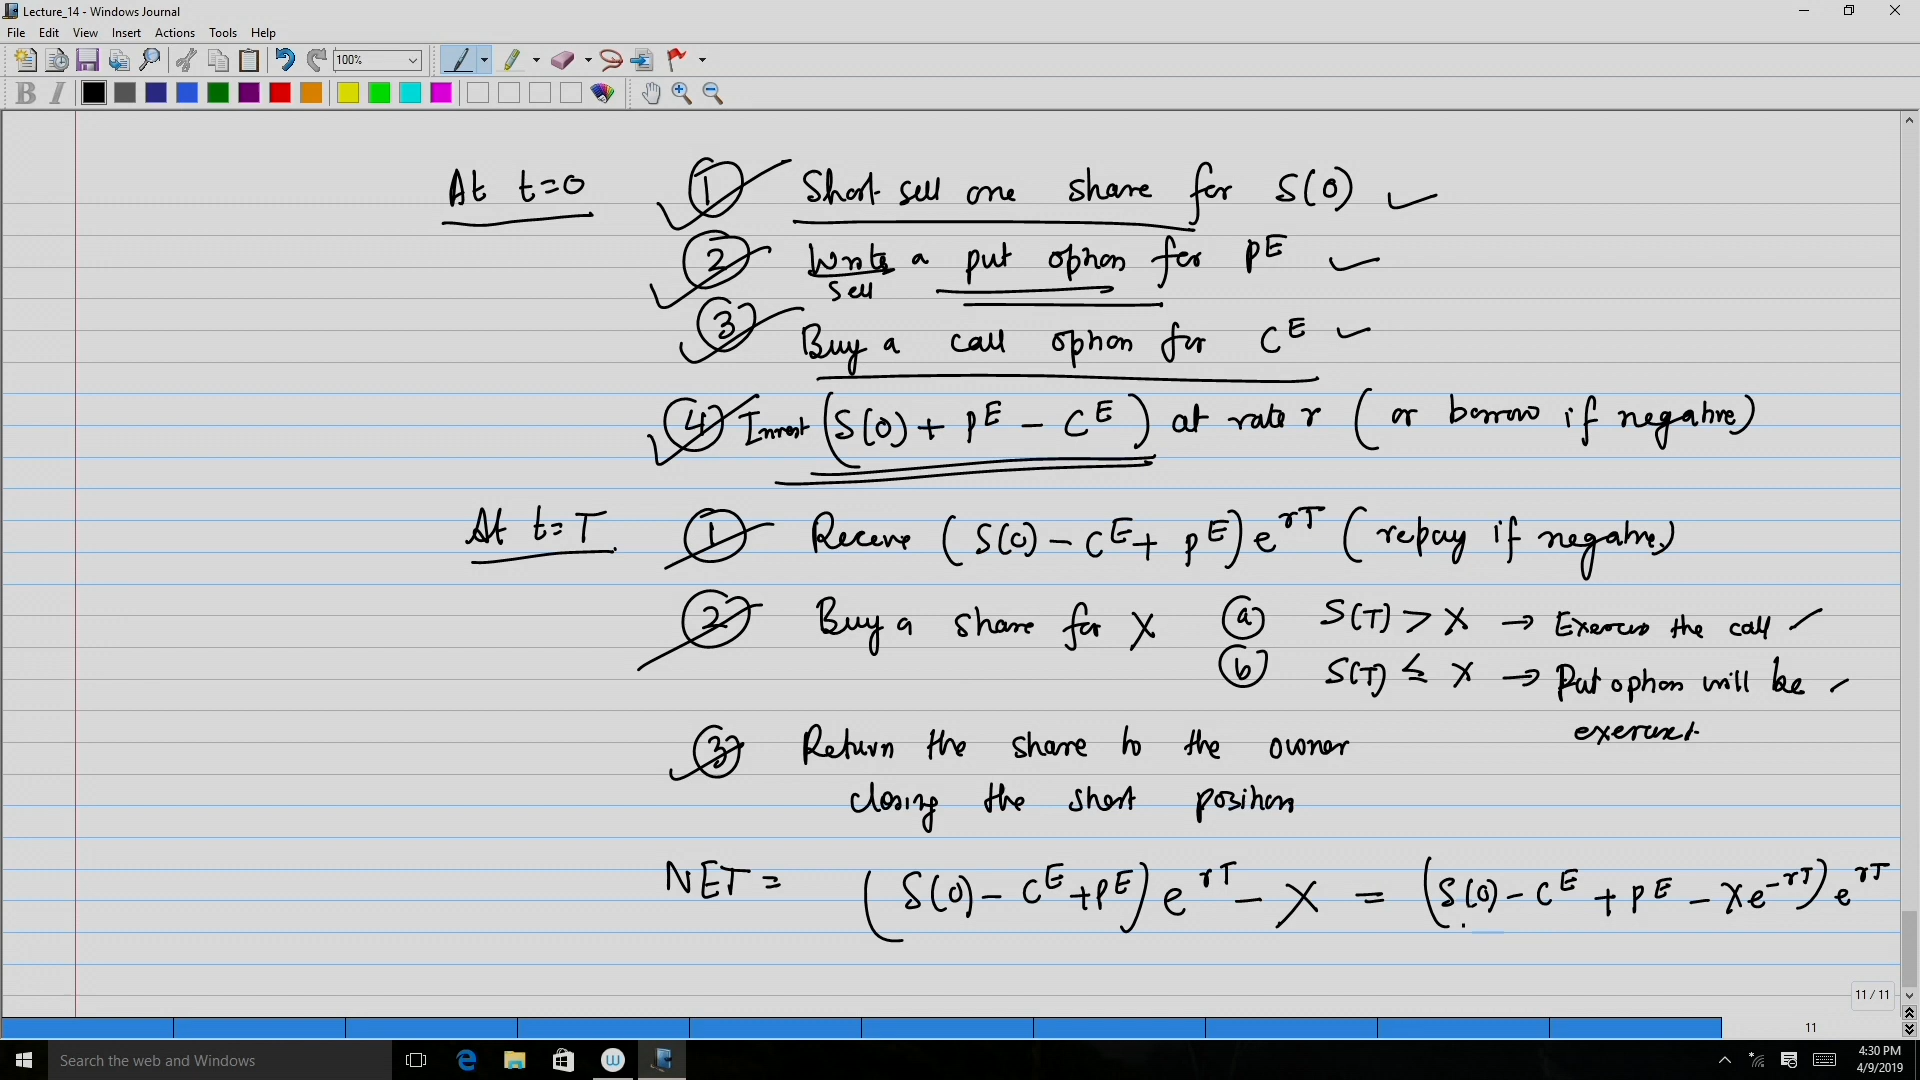 Lecture_14 - Windows Journal
File Edit View Insert Actions Tools Help
100%
B I
At t=0 ① Short sell one share for S(0) ✓
② Write a put option for P^E ✓
Sell
③ Buy a call option for C^E ✓
④ Invest (S(0) + P^E - C^E) at rate r (or borrow if negative)
At t=T ① Receive (S(0) - C^E + P^E) e^{rT} (repay if negative)
② Buy a share for X ⓐ S(T) > X → Exercise the call ✓
ⓑ S(T) ≤ X → Put option will be ✓
exercised
③ Return the share to the owner
closing the short position
NET = (S(0) - C^E + P^E) e^{rT} - X = (S(0) - C^E + P^E - Xe^{-rT}) e^{rT}
11 / 11
11
Search the web and Windows
4:30 PM
4/9/2019